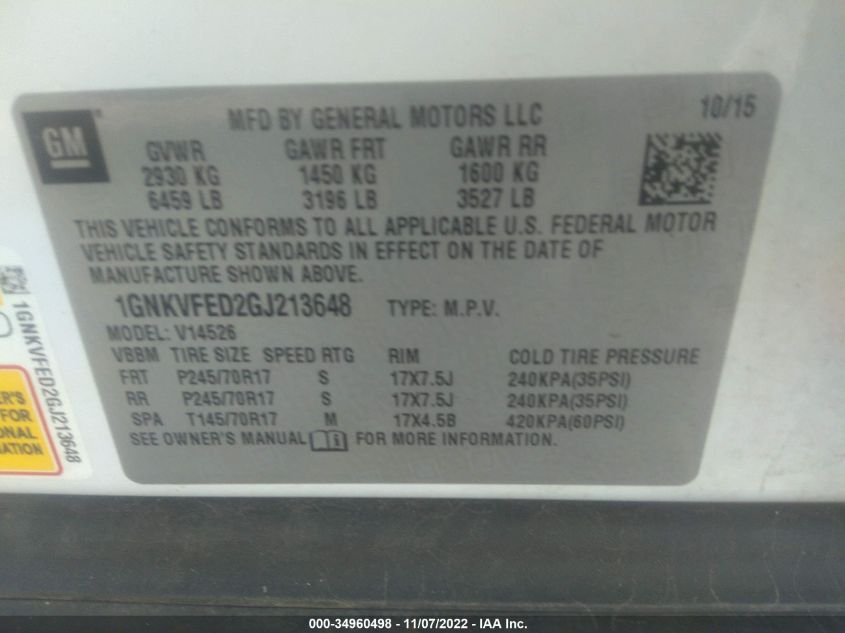 GM
MFD BY GENERAL MOTORS LLC
10/15
GVWR GAWR FRT GAWR RR
2930 KG 1450 KG 1600 KG
6459 LB 3196 LB 3527 LB
THIS VEHICLE CONFORMS TO ALL APPLICABLE U.S. FEDERAL MOTOR
VEHICLE SAFETY STANDARDS IN EFFECT ON THE DATE OF
MANUFACTURE SHOWN ABOVE.
1GNKVFED2GJ213648 TYPE: M.P.V.
MODEL: V14526
VBBM TIRE SIZE SPEED RTG RIM COLD TIRE PRESSURE
FRT P245/70R17 S 17X7.5J 240KPA(35PSI)
RR P245/70R17 S 17X7.5J 240KPA(35PSI)
SPA T145/70R17 M 17X4.5B 420KPA(60PSI)
SEE OWNER'S MANUAL FOR MORE INFORMATION.
1GNKVFED2GJ213648
ER'S
FOR
ONAL
ATION
000-34960498 - 11/07/2022 - IAA Inc.